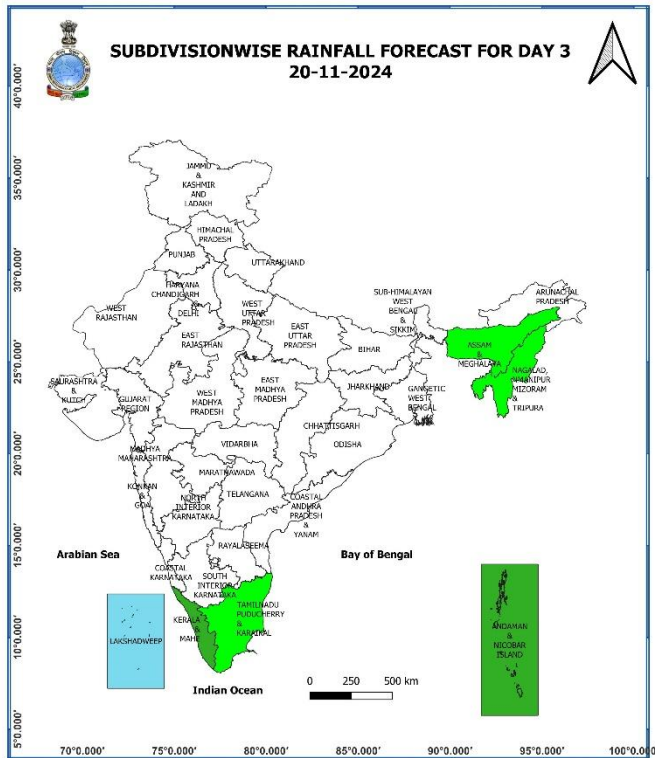 SUBDIVISIONWISE RAINFALL FORECAST FOR DAY 3
20-11-2024
40°0.000'
35°0.000'
30°0.000'
25°0.000'
20°0.000'
15°0.000'
10°0.000'
5°0.000'
JAMMU
&
KASHMIR
AND
LADAKH
HIMACHAL
PRADESH
PUNJAB
UTTARAKHAND
HARYANA
CHANDIGARH
&
DELHI
WEST
RAJASTHAN
WEST
UTTAR
PRADESH
EAST
RAJASTHAN
EAST
UTTAR
PRADESH
SUB-HIMALAYAN
WEST
BENGAL
&
SIKKIM
ARUNACHAL
PRADESH
ASSAM
&
MEGHALAYA
NAGALAD,
MANIPUR
MIZORAM
&
TRIPURA
BIHAR
SAURASHTRA
&
KUTCH
GUJARAT
REGION
WEST
MADHYA
PRADESH
EAST
MADHYA
PRADESH
JHARKHAND
GANGETIC
WEST
BENGAL
CHHATTISGARH
ODISHA
VIDARBHA
MADHYA
MAHARASHTRA
MARATHAWADA
KONKAN
&
GOA
NORTH
INTERIOR
KARNATAKA
TELANGANA
COASTAL
ANDHRA
PRADESH
&
YANAM
RAYALASEEMA
Arabian Sea
Bay of Bengal
COASTAL
KARNATAKA
SOUTH
INTERIOR
KARNATAKA
TAMILNADU
PUDUCHERRY
&
KARAIKAL
KERALA
&
MAHE
LAKSHADWEEP
ANDAMAN
&
NICOBAR
ISLAND
Indian Ocean
0 250 500 km
70°0.000' 75°0.000' 80°0.000' 85°0.000' 90°0.000' 95°0.000' 100°0.000'